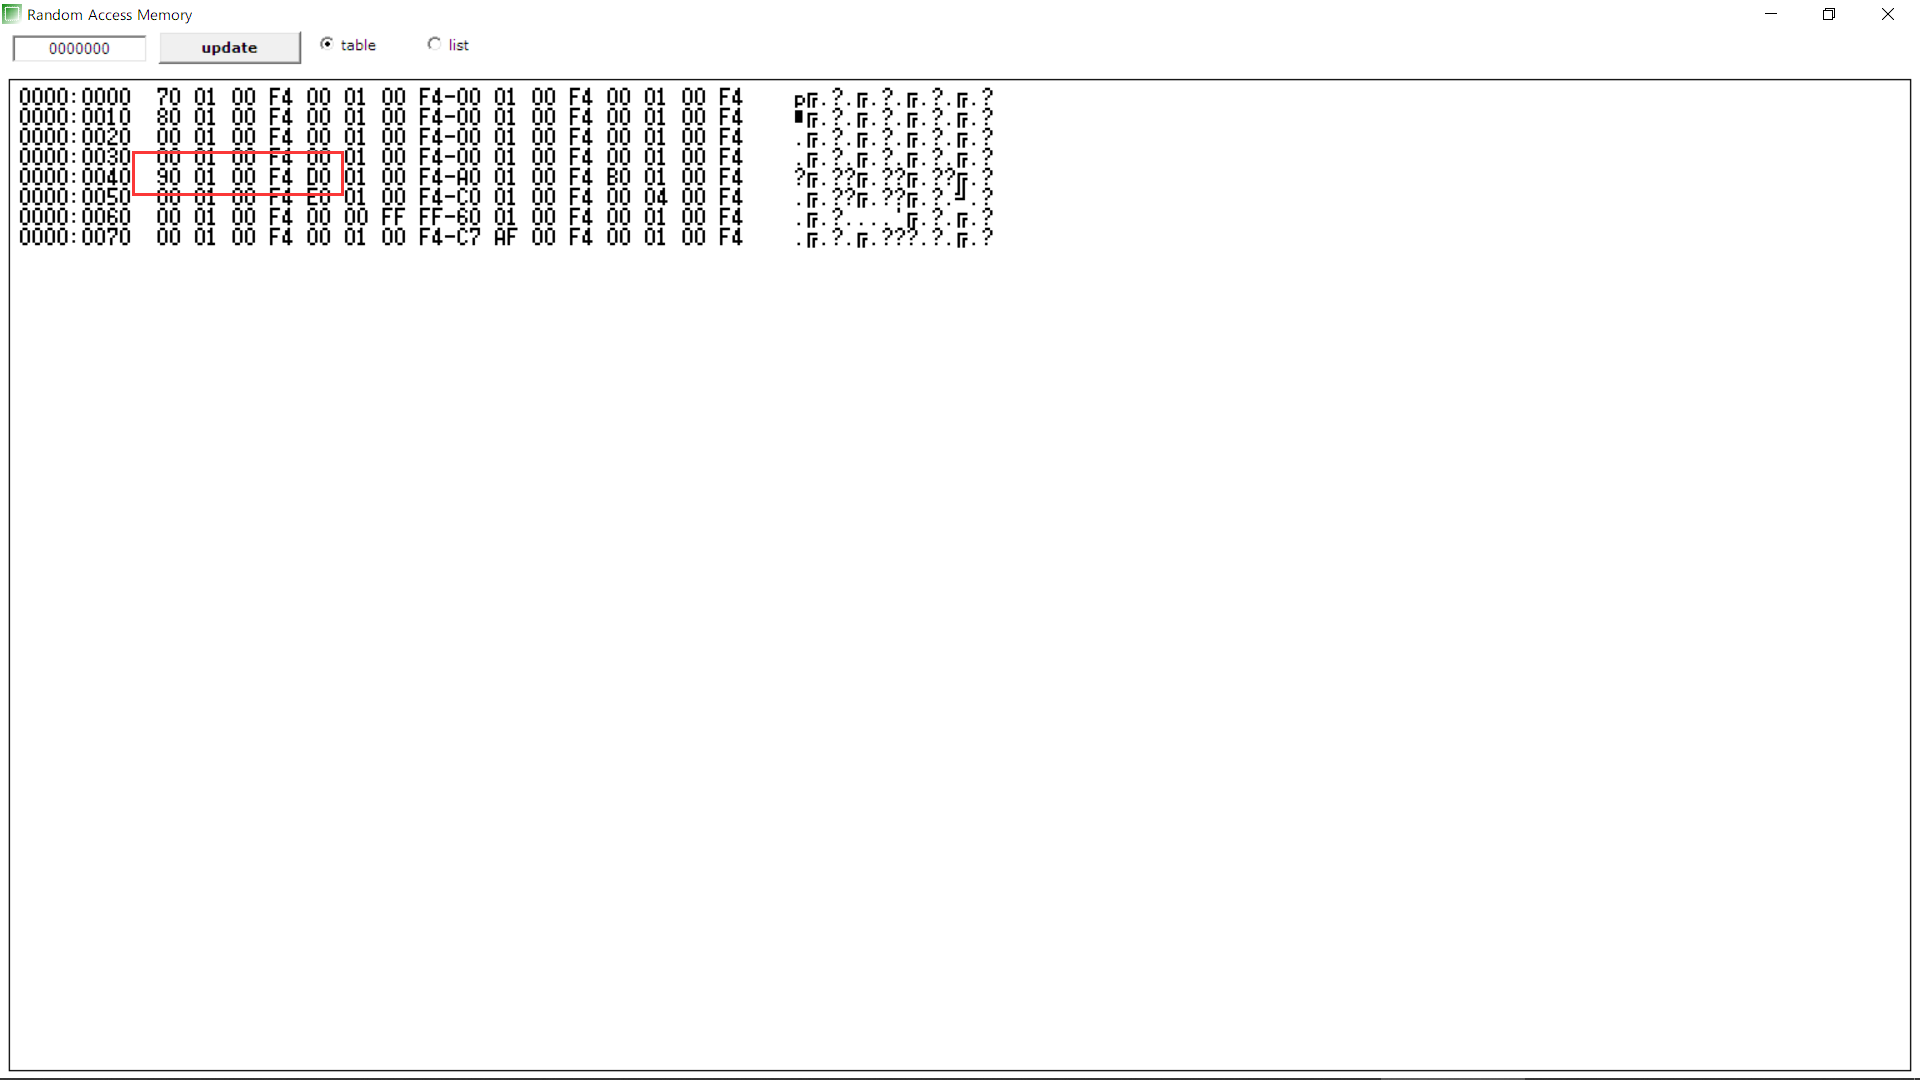 Random Access Memory
0000000 update table list
0000:0000 70 01 00 F4 00 01 00 F4-00 01 00 F4 00 01 00 F4 p╔.?.╔.?.╔.?.╔.?
0000:0010 80 01 00 F4 00 01 00 F4-00 01 00 F4 00 01 00 F4 ■╔.?.╔.?.╔.?.╔.?
0000:0020 00 01 00 F4 00 01 00 F4-00 01 00 F4 00 01 00 F4 .╔.?.╔.?.╔.?.╔.?
0000:0030 00 01 00 F4 00 01 00 F4-00 01 00 F4 00 01 00 F4 .╔.?.╔.?.╔.?.╔.?
0000:0040 90 01 00 F4 D0 01 00 F4-A0 01 00 F4 B0 01 00 F4 ?╔.??╔.??╔.??╔.?
0000:0050 00 01 00 F4 E0 01 00 F4-C0 01 00 F4 00 04 00 F4 .╔.??╔.??╔.?.╝.?
0000:0060 00 01 00 F4 00 00 FF FF-60 01 00 F4 00 01 00 F4 .╔.?....`╔.?.╔.?
0000:0070 00 01 00 F4 00 01 00 F4-C7 AF 00 F4 00 01 00 F4 .╔.?.╔.???.?.╔.?